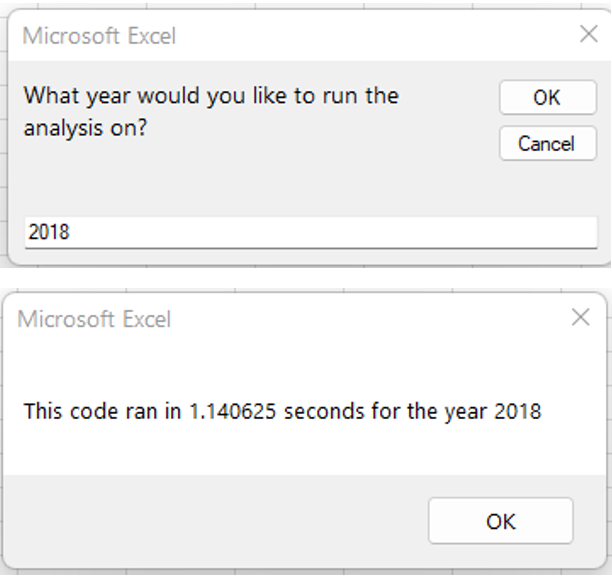 Microsoft Excel
What year would you like to run the
analysis on?
OK
Cancel
2018
Microsoft Excel
This code ran in 1.140625 seconds for the year 2018
OK